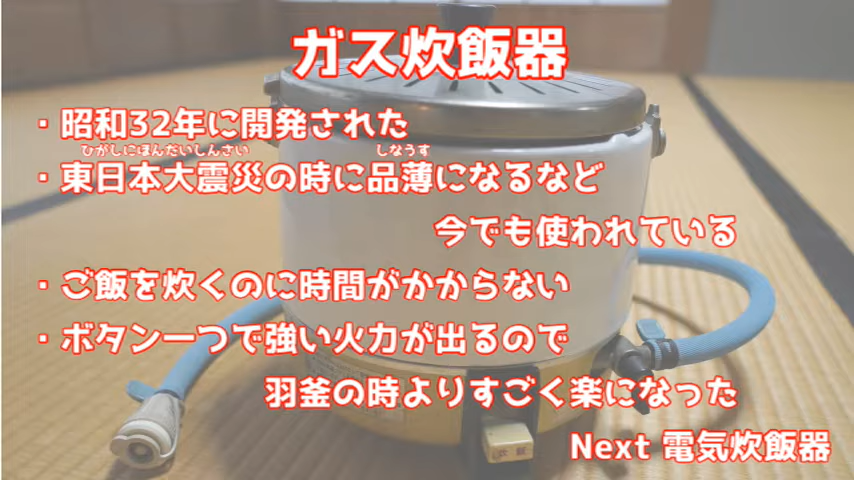 ガス炊飯器
・昭和32年に開発された
ひがしにほんだいしんさい しなうす
・東日本大震災の時に品薄になるなど
今でも使われている
・ご飯を炊くのに時間がかからない
・ボタン一つで強い火力が出るので
羽釜の時よりすごく楽になった
炊飯
Next 電気炊飯器